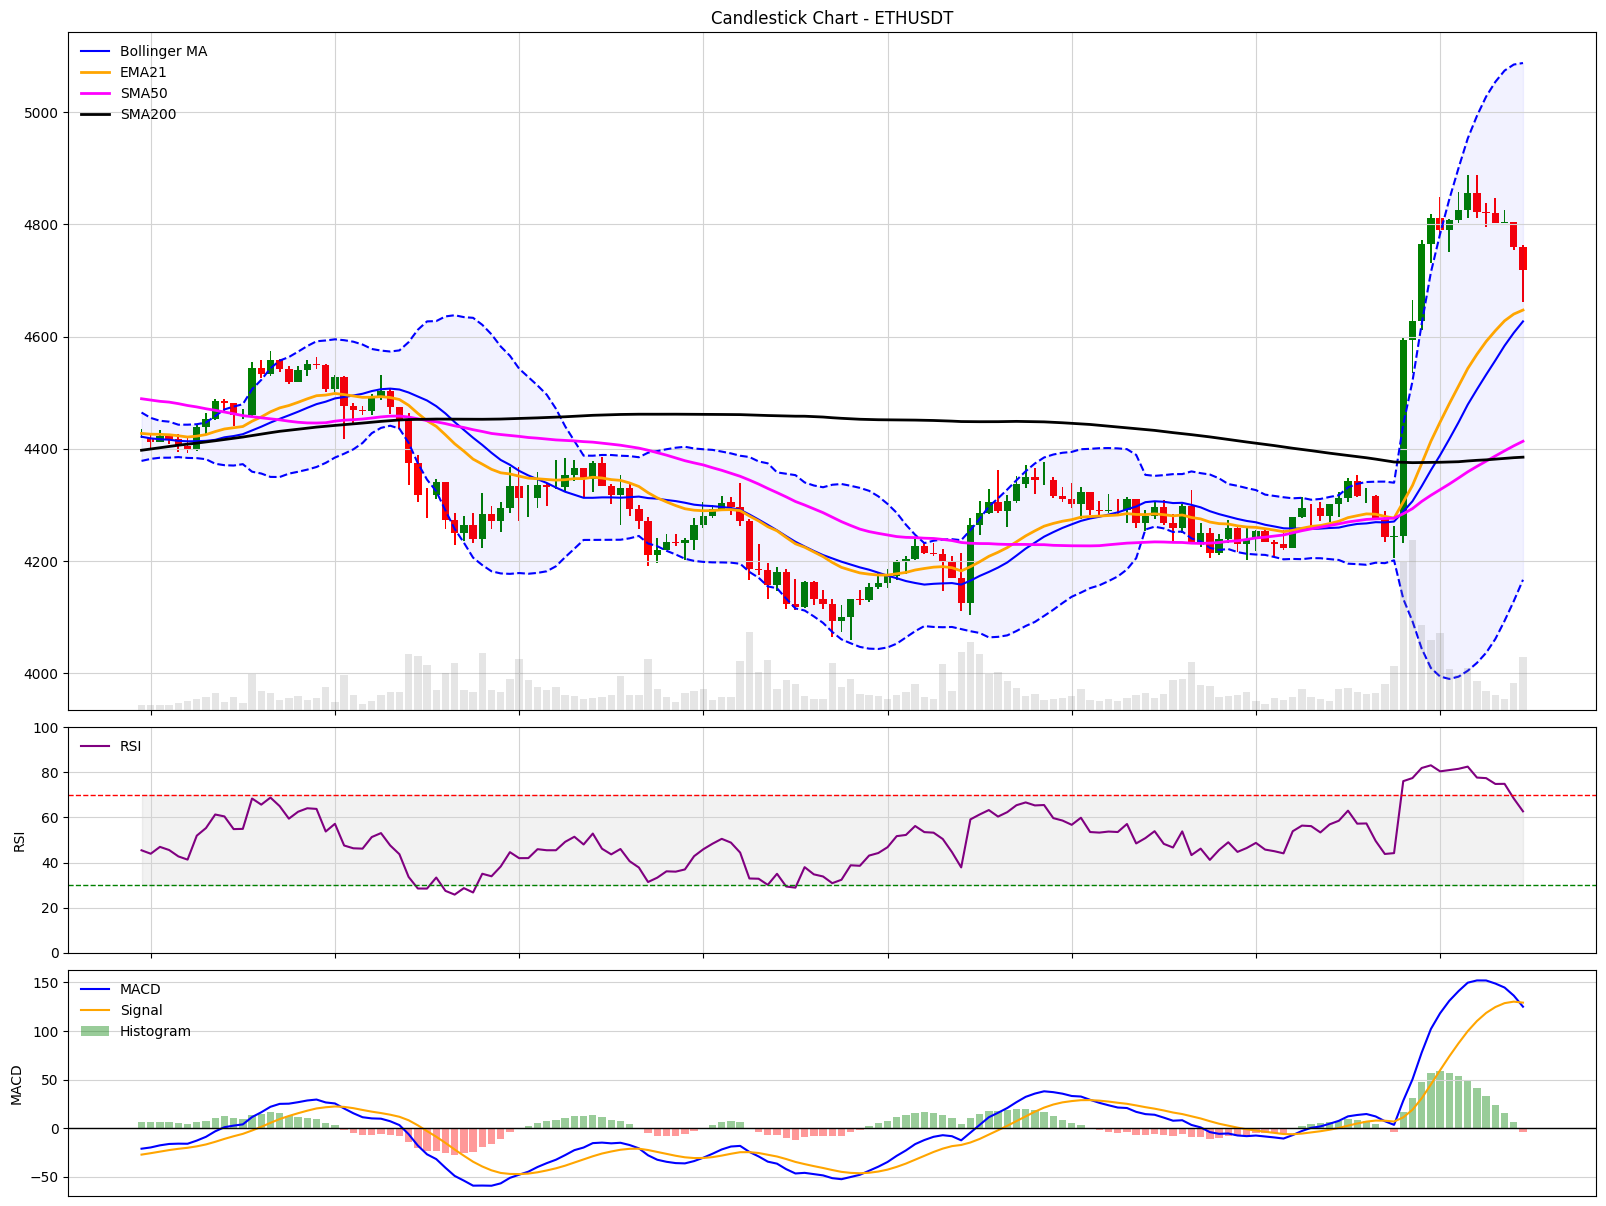 Candlestick Chart - ETHUSDT
Bollinger MA
EMA21
SMA50
SMA200
5000
4800
4600
4400
4200
4000
RSI
100
80
60
40
20
0
RSI
MACD
Signal
Histogram
150
100
50
0
−50
MACD